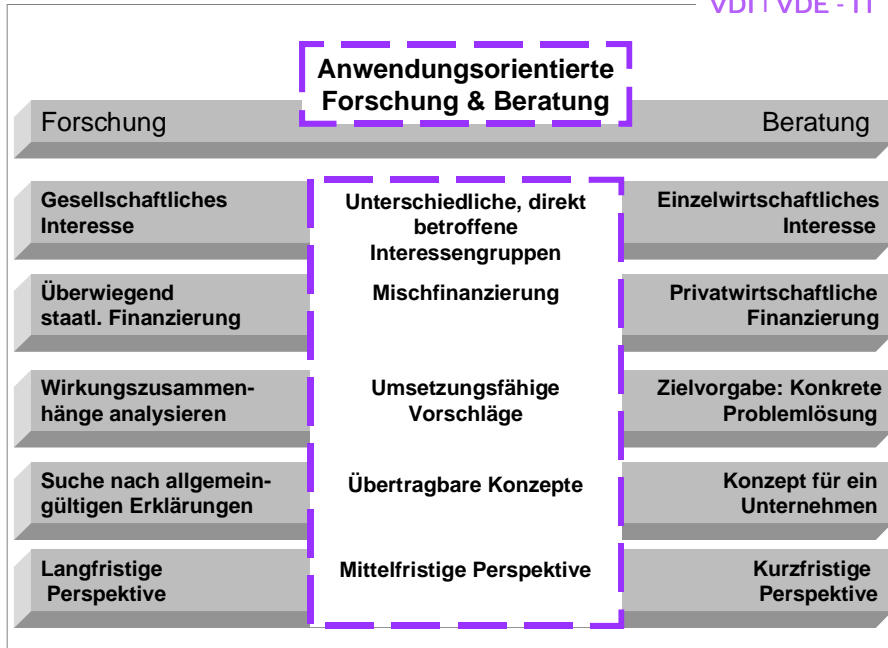 VDI | VDE - IT
Anwendungsorientierte
Forschung & Beratung
Forschung
Beratung
Gesellschaftliches
Interesse
Unterschiedliche, direkt
betroffene
Interessengruppen
Einzelwirtschaftliches
Interesse
Überwiegend
staatl. Finanzierung
Mischfinanzierung
Privatwirtschaftliche
Finanzierung
Wirkungszusammen-
hänge analysieren
Umsetzungsfähige
Vorschläge
Zielvorgabe: Konkrete
Problemlösung
Suche nach allgemein-
gültigen Erklärungen
Übertragbare Konzepte
Konzept für ein
Unternehmen
Langfristige
Perspektive
Mittelfristige Perspektive
Kurzfristige
Perspektive